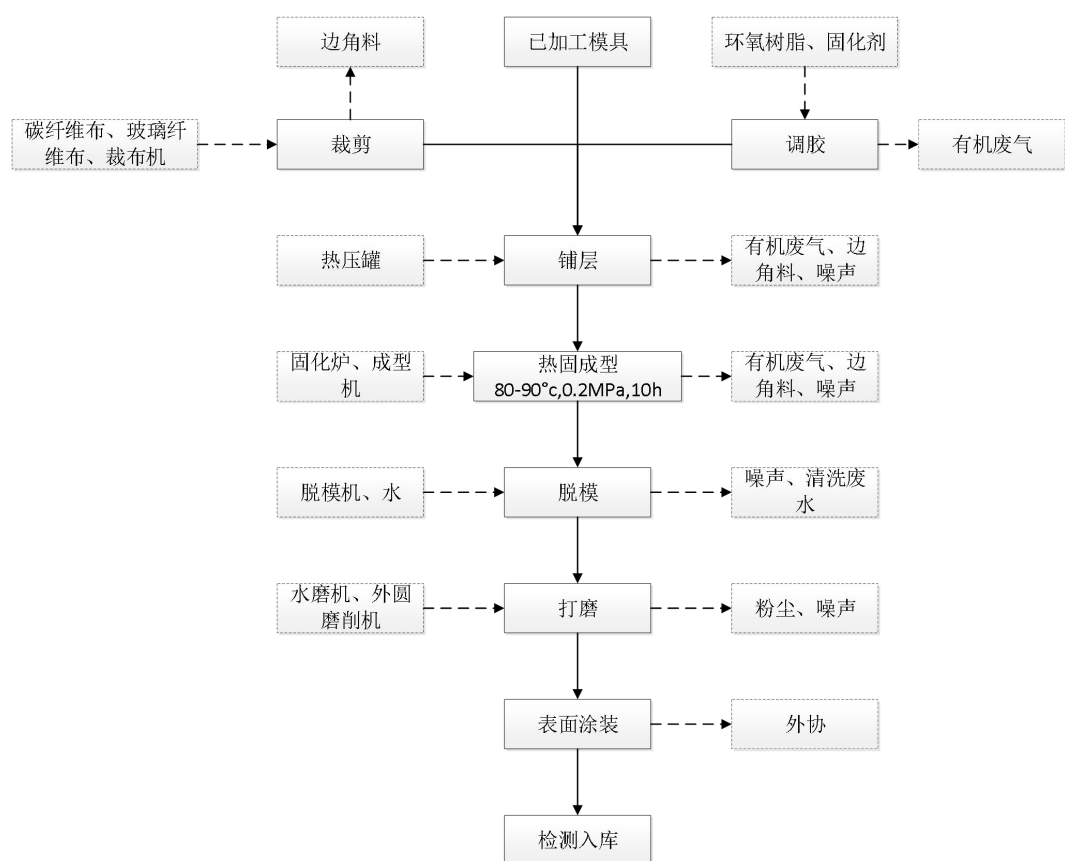 边角料
已加工模具
环氧树脂、固化剂
碳纤维布、玻璃纤
维布、裁布机
裁剪
调胶
有机废气
热压罐
铺层
有机废气、边
角料、噪声
固化炉、成型
机
热固成型
80-90°c,0.2MPa,10h
有机废气、边
角料、噪声
脱模机、水
脱模
噪声、清洗废
水
水磨机、外圆
磨削机
打磨
粉尘、噪声
表面涂装
外协
检测入库